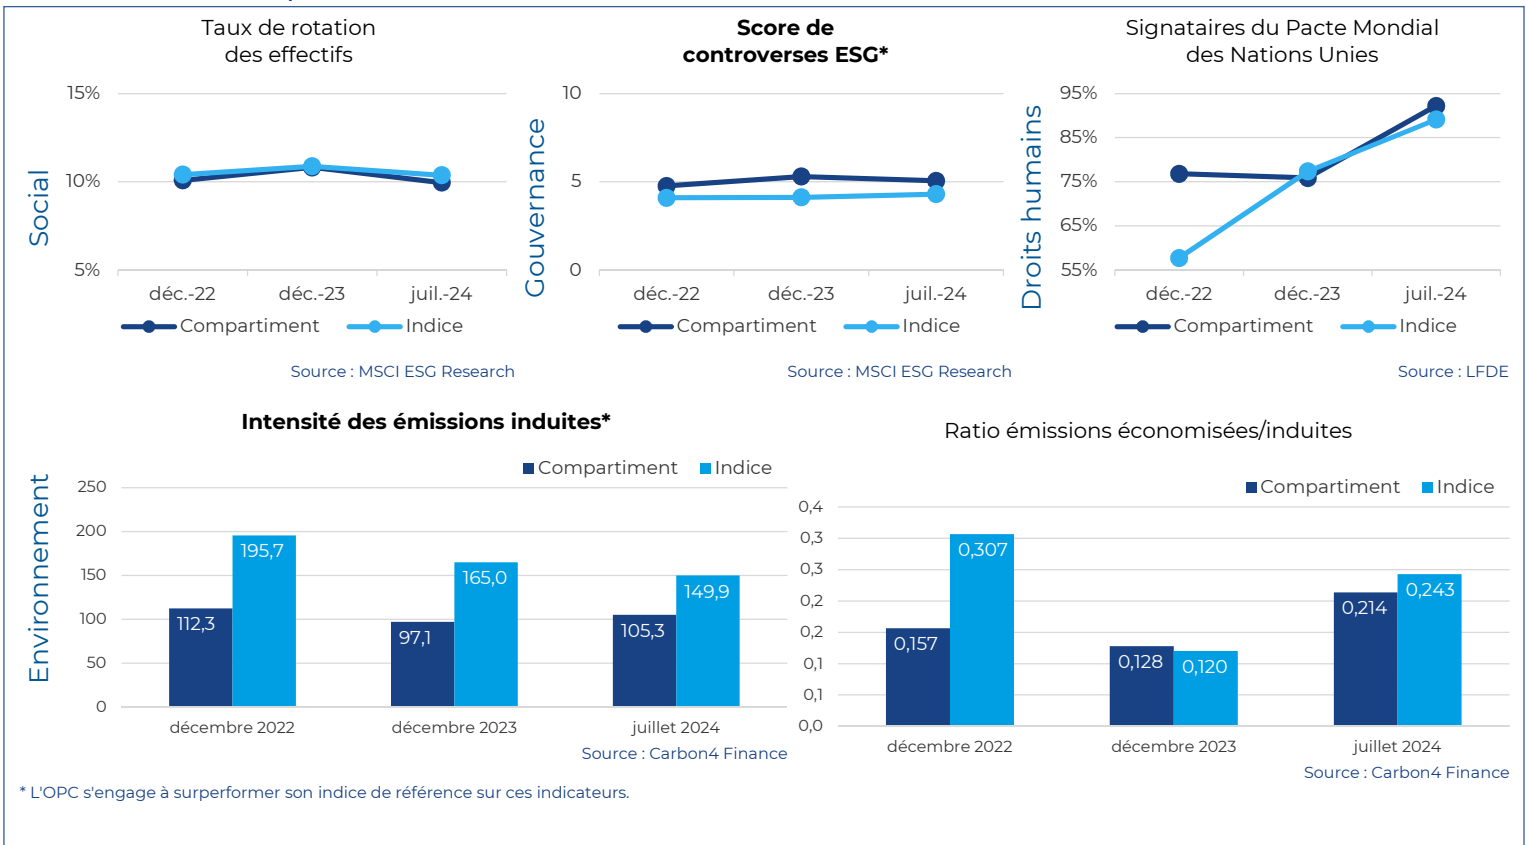 Taux de rotation
des effectifs
15%
10%
5%
Social
déc.-22 déc.-23 juil.-24
Compartiment Indice
Source : MSCI ESG Research
Score de
controverses ESG*
10
5
0
Gouvernance
déc.-22 déc.-23 juil.-24
Compartiment Indice
Source : MSCI ESG Research
Signataires du Pacte Mondial
des Nations Unies
95%
85%
75%
65%
55%
Droits humains
déc.-22 déc.-23 juil.-24
Compartiment Indice
Source : LFDE
Intensité des émissions induites*
Compartiment Indice
Environnement
250
200
150
100
50
0
112,3 195,7
97,1 165,0
105,3 149,9
décembre 2022 décembre 2023 juillet 2024
Source : Carbon4 Finance
Ratio émissions économisées/induites
Compartiment Indice
0,4
0,3
0,3
0,2
0,2
0,1
0,1
0,0
0,157 0,307
0,128 0,120
0,214 0,243
décembre 2022 décembre 2023 juillet 2024
Source : Carbon4 Finance
* L'OPC s'engage à surperformer son indice de référence sur ces indicateurs.